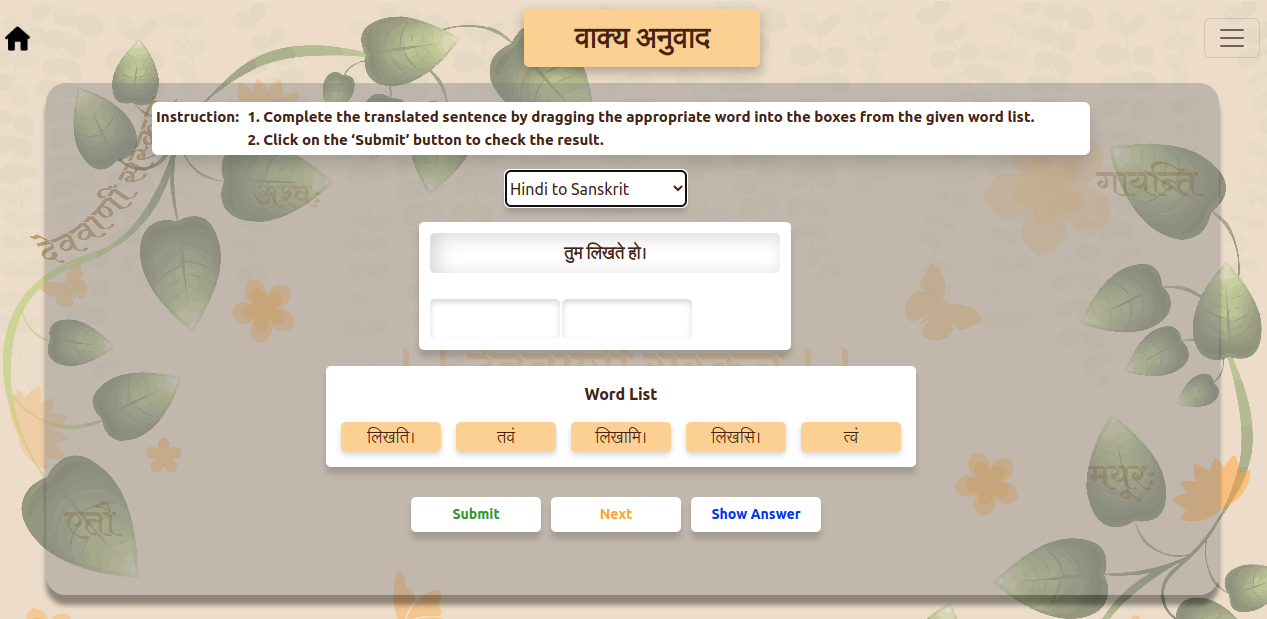 वाक्य अनुवाद
Instruction: 1. Complete the translated sentence by dragging the appropriate word into the boxes from the given word list.
2. Click on the ‘Submit’ button to check the result.
Hindi to Sanskrit
तुम लिखते हो।
Word List
लिखति। तवं लिखामि। लिखसि। त्वं
Submit Next Show Answer
अश्वः
गायन्ति
मयूरः
एतौ